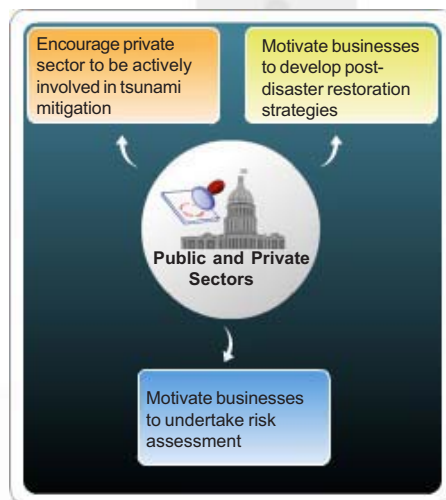 Encourage private
sector to be actively
involved in tsunami
mitigation
Motivate businesses
to develop post-
disaster restoration
strategies
Public and Private
Sectors
Motivate businesses
to undertake risk
assessment